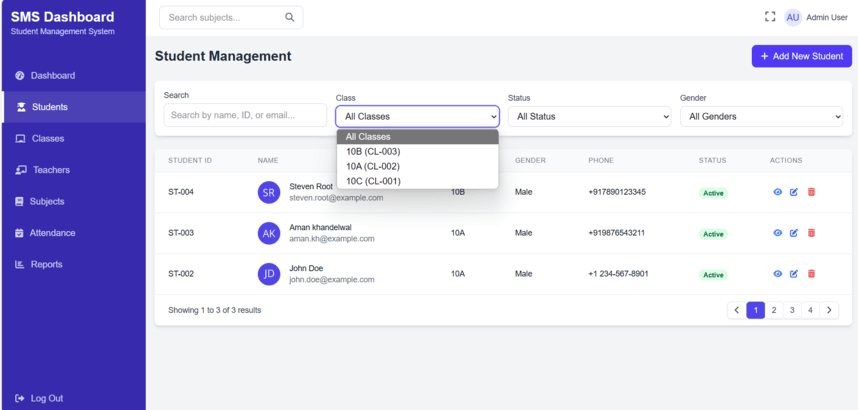 SMS Dashboard
Student Management System
Dashboard
Students
Classes
Teachers
Subjects
Attendance
Reports
Log Out
Search subjects...
AU Admin User
Student Management
+ Add New Student
Search
Search by name, ID, or email...
Class
All Classes
All Classes
10B (CL-003)
10A (CL-002)
10C (CL-001)
Status
All Status
Gender
All Genders
STUDENT ID NAME GENDER PHONE STATUS ACTIONS
ST-004 SR Steven Root 10B Male +917890123345 Active
steven.root@example.com
ST-003 AK Aman khandelwal 10A Male +919876543211 Active
aman.kh@example.com
ST-002 JD John Doe 10A Male +1 234-567-8901 Active
john.doe@example.com
Showing 1 to 3 of 3 results
1 2 3 4